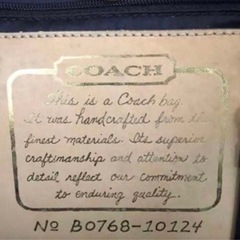 COACH
This is a Coach bag.
It was handcrafted from the
finest materials. Its superior
craftsmanship and attention to
detail reflect our commitment
to enduring quality.
No B0768-10124